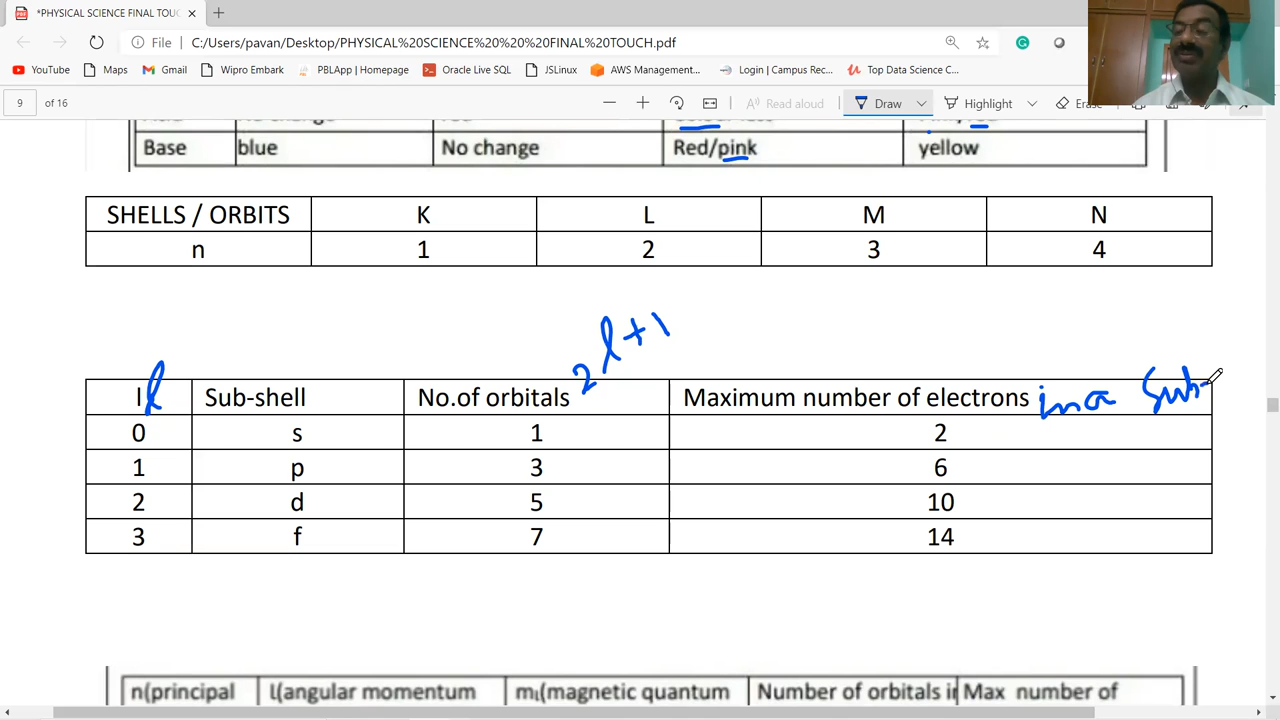 *PHYSICAL SCIENCE FINAL TOU
File C:/Users/pavan/Desktop/PHYSICAL%20SCIENCE%20%20%20FINAL%20TOUCH.pdf
YouTube Maps Gmail Wipro Embark PBLApp | Homepage Oracle Live SQL JSLinux AWS Management... Login | Campus Rec... Top Data Science C...
9 of 16 Read aloud Draw Highlight Erase
Base blue No change Red/pink yellow
SHELLS / ORBITS K L M N
n 1 2 3 4
2l+1
l l Sub-shell No.of orbitals Maximum number of electrons in a Sub-
0 s 1 2
1 p 3 6
2 d 5 10
3 f 7 14
n(principal l(angular momentum mₗ(magnetic quantum Number of orbitals in Max number of